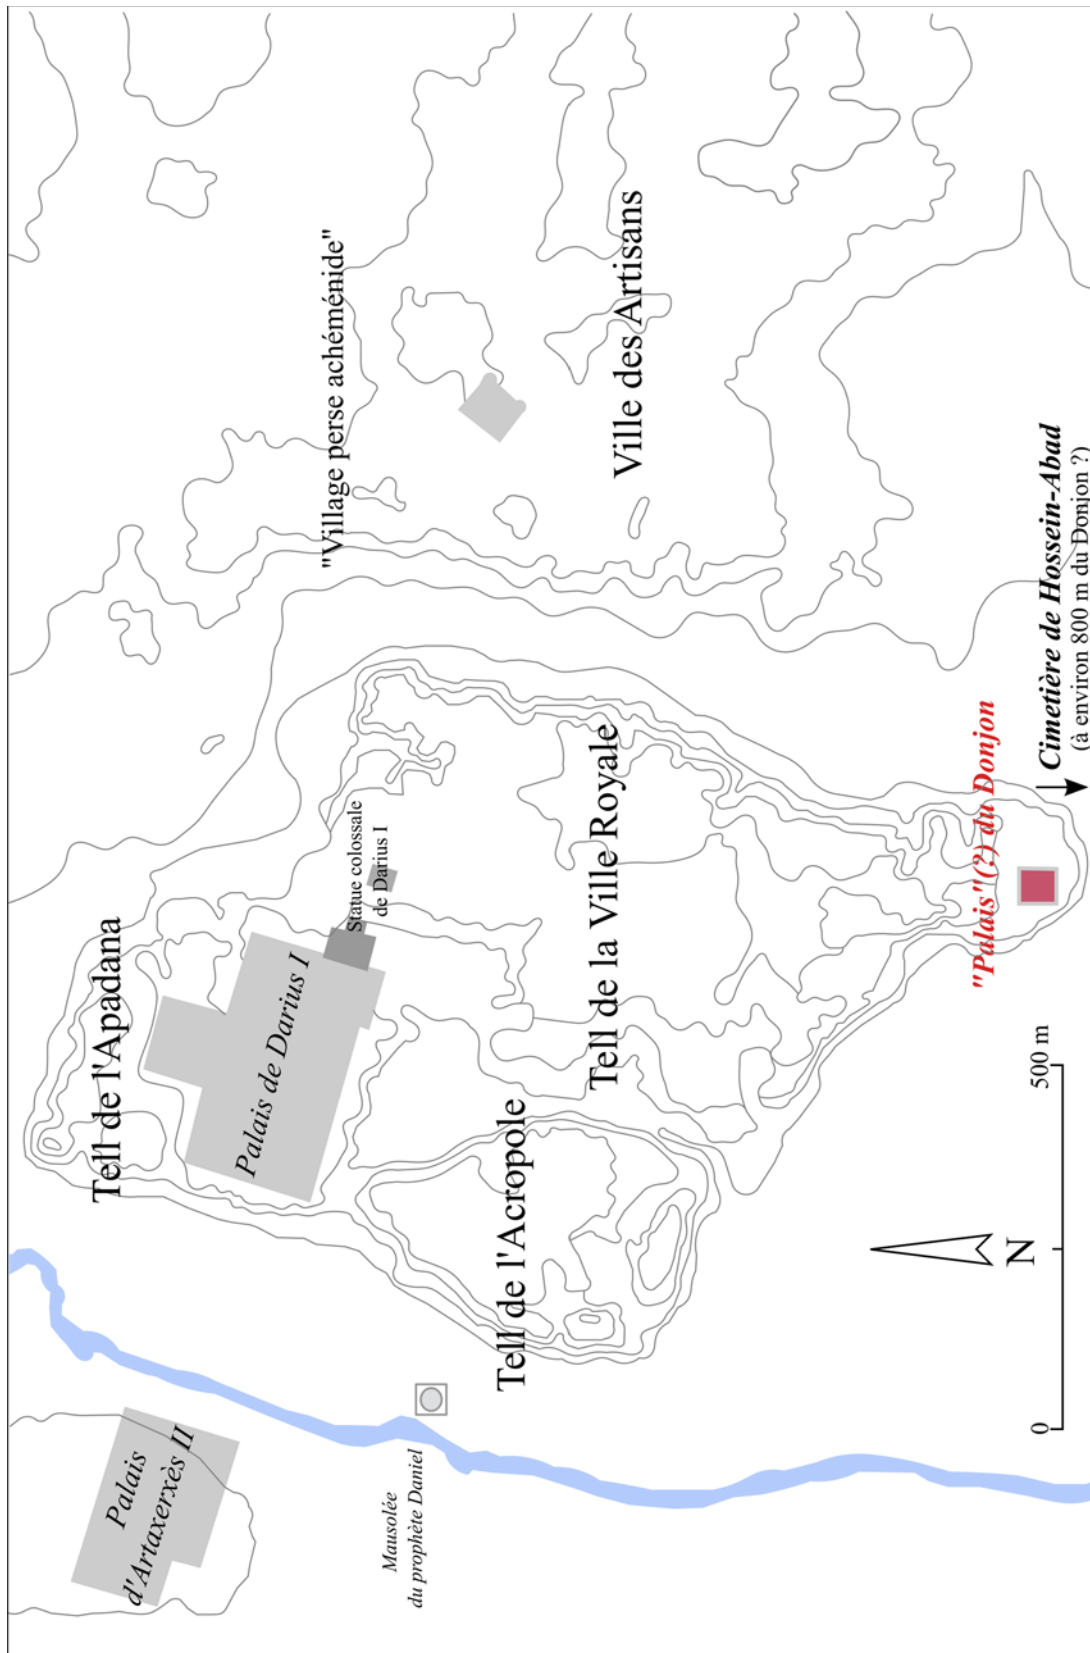 Palais
d'Artaxerxès II
Mausolée
du prophète Daniel
Tell de l'Apadana
Palais de Darius I
Statue colossale
de Darius I
"Village perse achéménide"
Tell de l'Acropole
Tell de la Ville Royale
Ville des Artisans
"Palais"(?) du Donjon
Cimetière de Hossein-Abad
(à environ 800 m du Donjon ?)
N
0
500 m